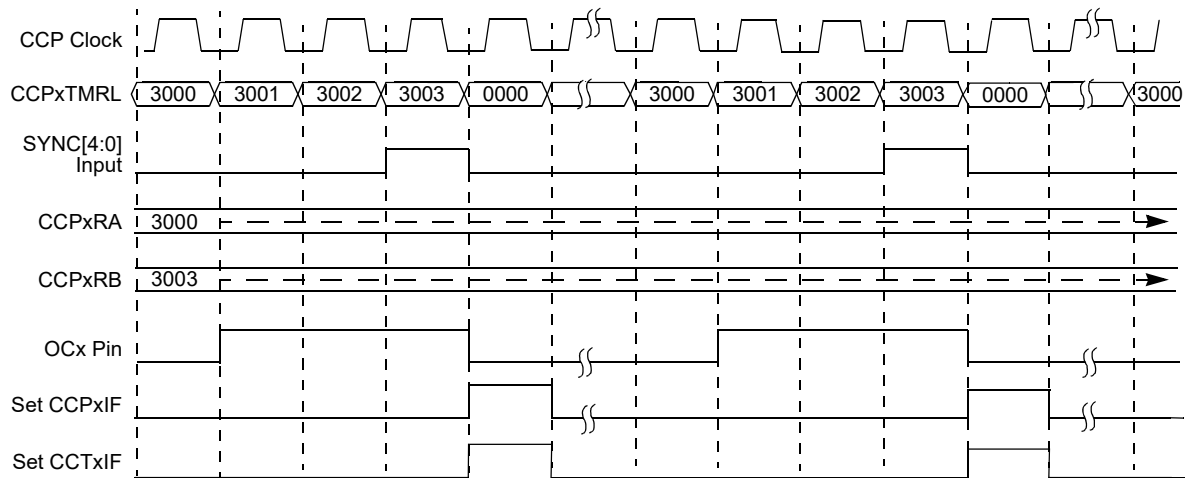 CCP Clock
CCPxTMRL 3000 3001 3002 3003 0000 3000 3001 3002 3003 0000 3000
SYNC[4:0]
Input
CCPxRA 3000
CCPxRB 3003
OCx Pin
Set CCPxIF
Set CCTxIF